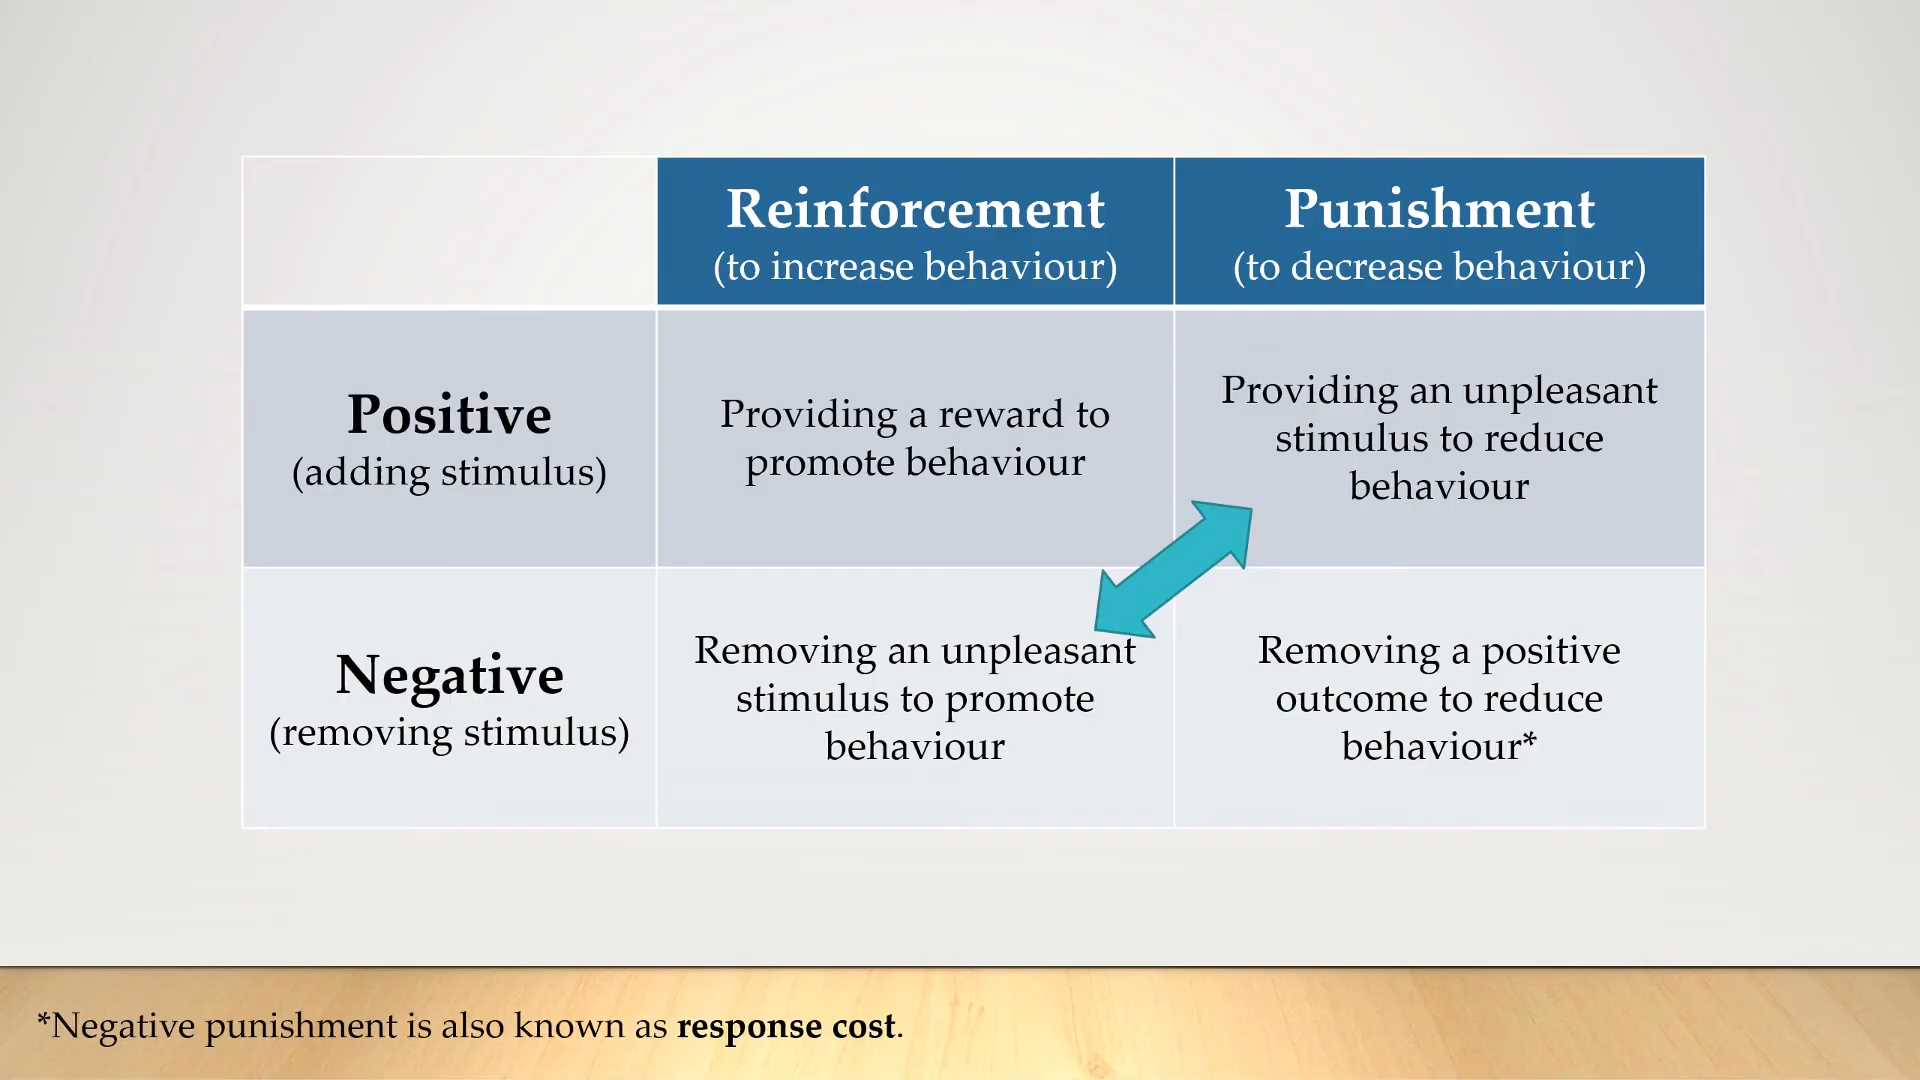 Reinforcement
(to increase behaviour)
Punishment
(to decrease behaviour)
Positive
(adding stimulus)
Providing a reward to
promote behaviour
Providing an unpleasant
stimulus to reduce
behaviour
Negative
(removing stimulus)
Removing an unpleasant
stimulus to promote
behaviour
Removing a positive
outcome to reduce
behaviour*
*Negative punishment is also known as response cost.